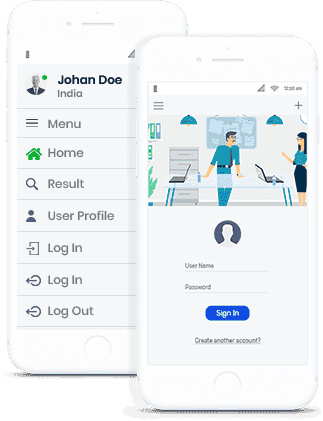 Johan Doe
India
Menu
Home
Result
User Profile
Log In
Log In
Log Out
12:30 am
User Name
Password
Sign In
Create another account?